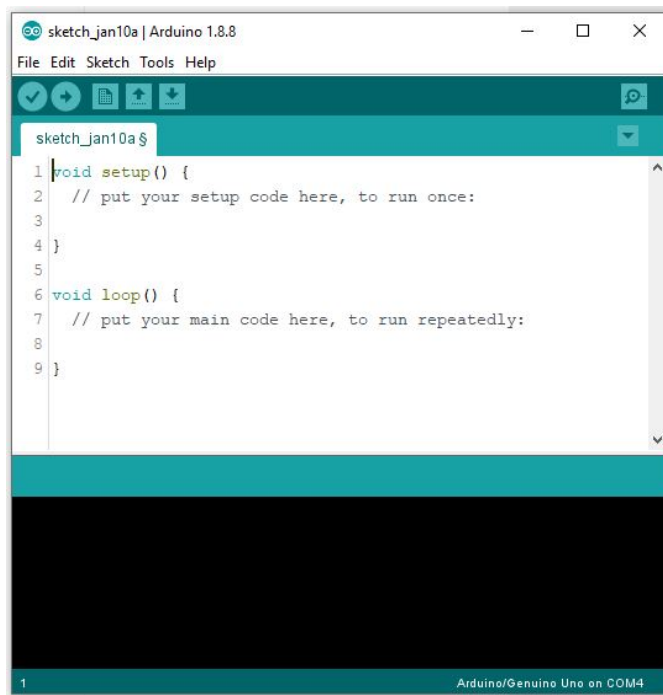 sketch_jan10a | Arduino 1.8.8
File Edit Sketch Tools Help
sketch_jan10a §
1 void setup() {
2 // put your setup code here, to run once:
3
4 }
5
6 void loop() {
7 // put your main code here, to run repeatedly:
8
9 }
1 Arduino/Genuino Uno on COM4